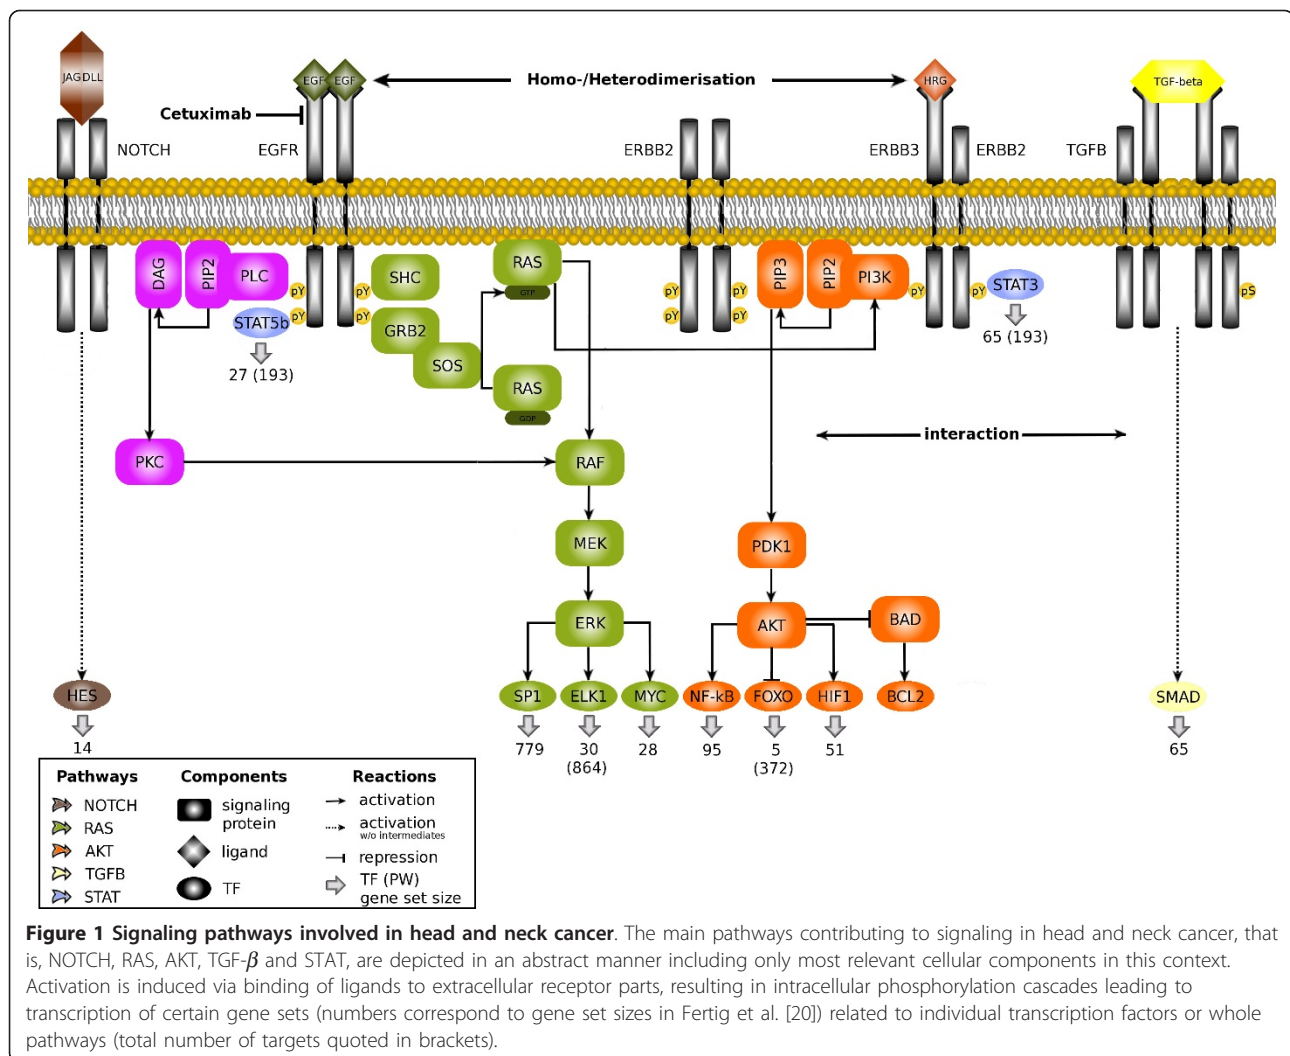 JAG DLL
EGF EGF
Homo-/Heterodimerisation
HRG
TGF-beta
Cetuximab
NOTCH
EGFR
ERBB2
ERBB3
ERBB2
TGFB
DAG
PIP2
PLC
pY
pY
SHC
RAS
GTP
pY
pY
PIP3
PIP2
PI3K
pY
pY
STAT3
pS
STAT5b
pY
pY
GRB2
pY
pY
65 (193)
27 (193)
SOS
RAS
GDP
interaction
PKC
RAF
MEK
PDK1
ERK
AKT
BAD
HES
SP1
ELK1
MYC
NF-kB
FOXO
HIF1
BCL2
SMAD
14
779
30
(864)
28
95
5
(372)
51
65
Pathways
NOTCH
RAS
AKT
TGFB
STAT
Components
signaling
protein
ligand
TF
Reactions
activation
activation
w/o intermediates
repression
TF (PW)
gene set size
Figure 1 Signaling pathways involved in head and neck cancer. The main pathways contributing to signaling in head and neck cancer, that
is, NOTCH, RAS, AKT, TGF-β and STAT, are depicted in an abstract manner including only most relevant cellular components in this context.
Activation is induced via binding of ligands to extracellular receptor parts, resulting in intracellular phosphorylation cascades leading to
transcription of certain gene sets (numbers correspond to gene set sizes in Fertig et al. [20]) related to individual transcription factors or whole
pathways (total number of targets quoted in brackets).